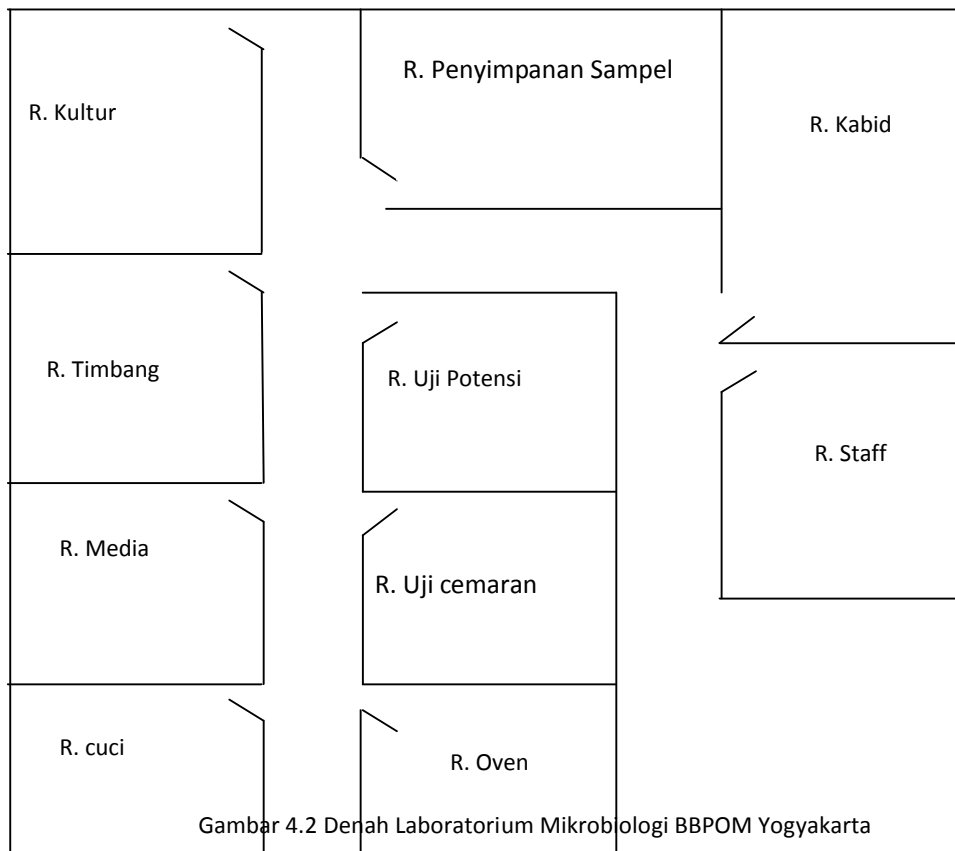 R. Penyimpanan Sampel
R. Kultur
R. Kabid
R. Timbang
R. Uji Potensi
R. Staff
R. Media
R. Uji cemaran
R. cuci
R. Oven
Gambar 4.2 Denah Laboratorium Mikrobiologi BBPOM Yogyakarta